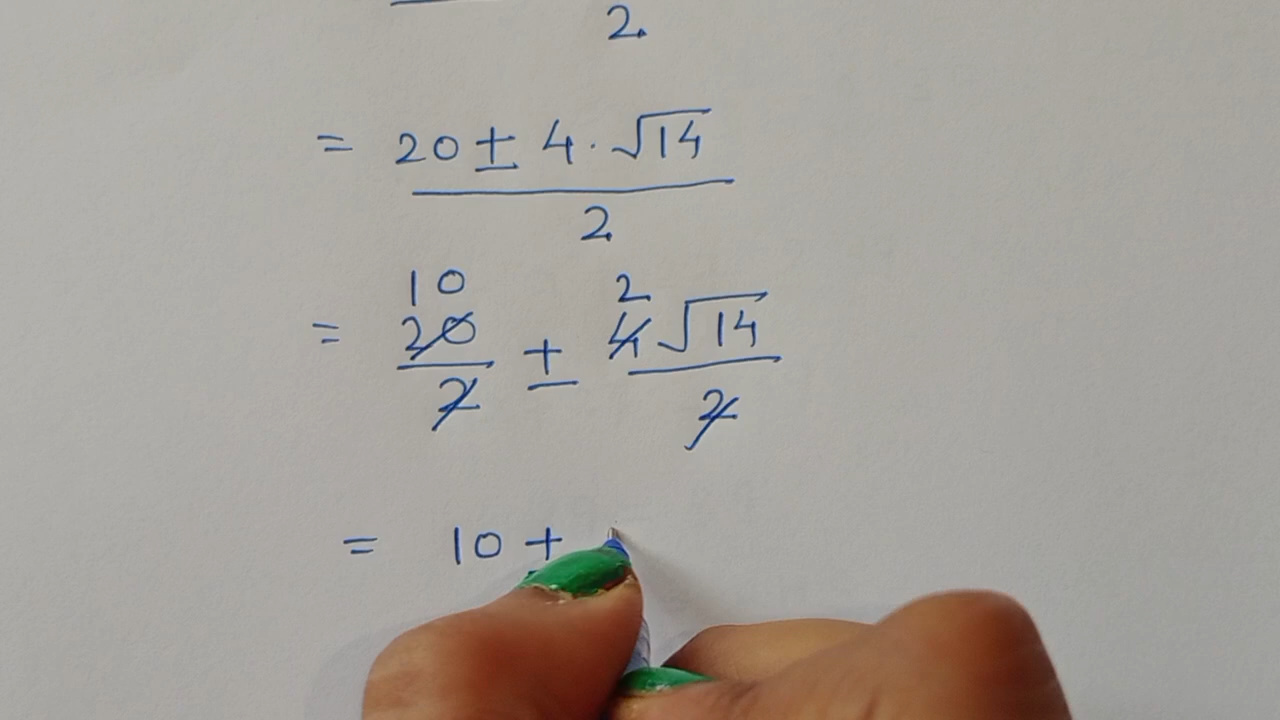 2
= 20 ± 4 · √14
2
10 2
= 20/2 ± 4√14/2
= 10 ±